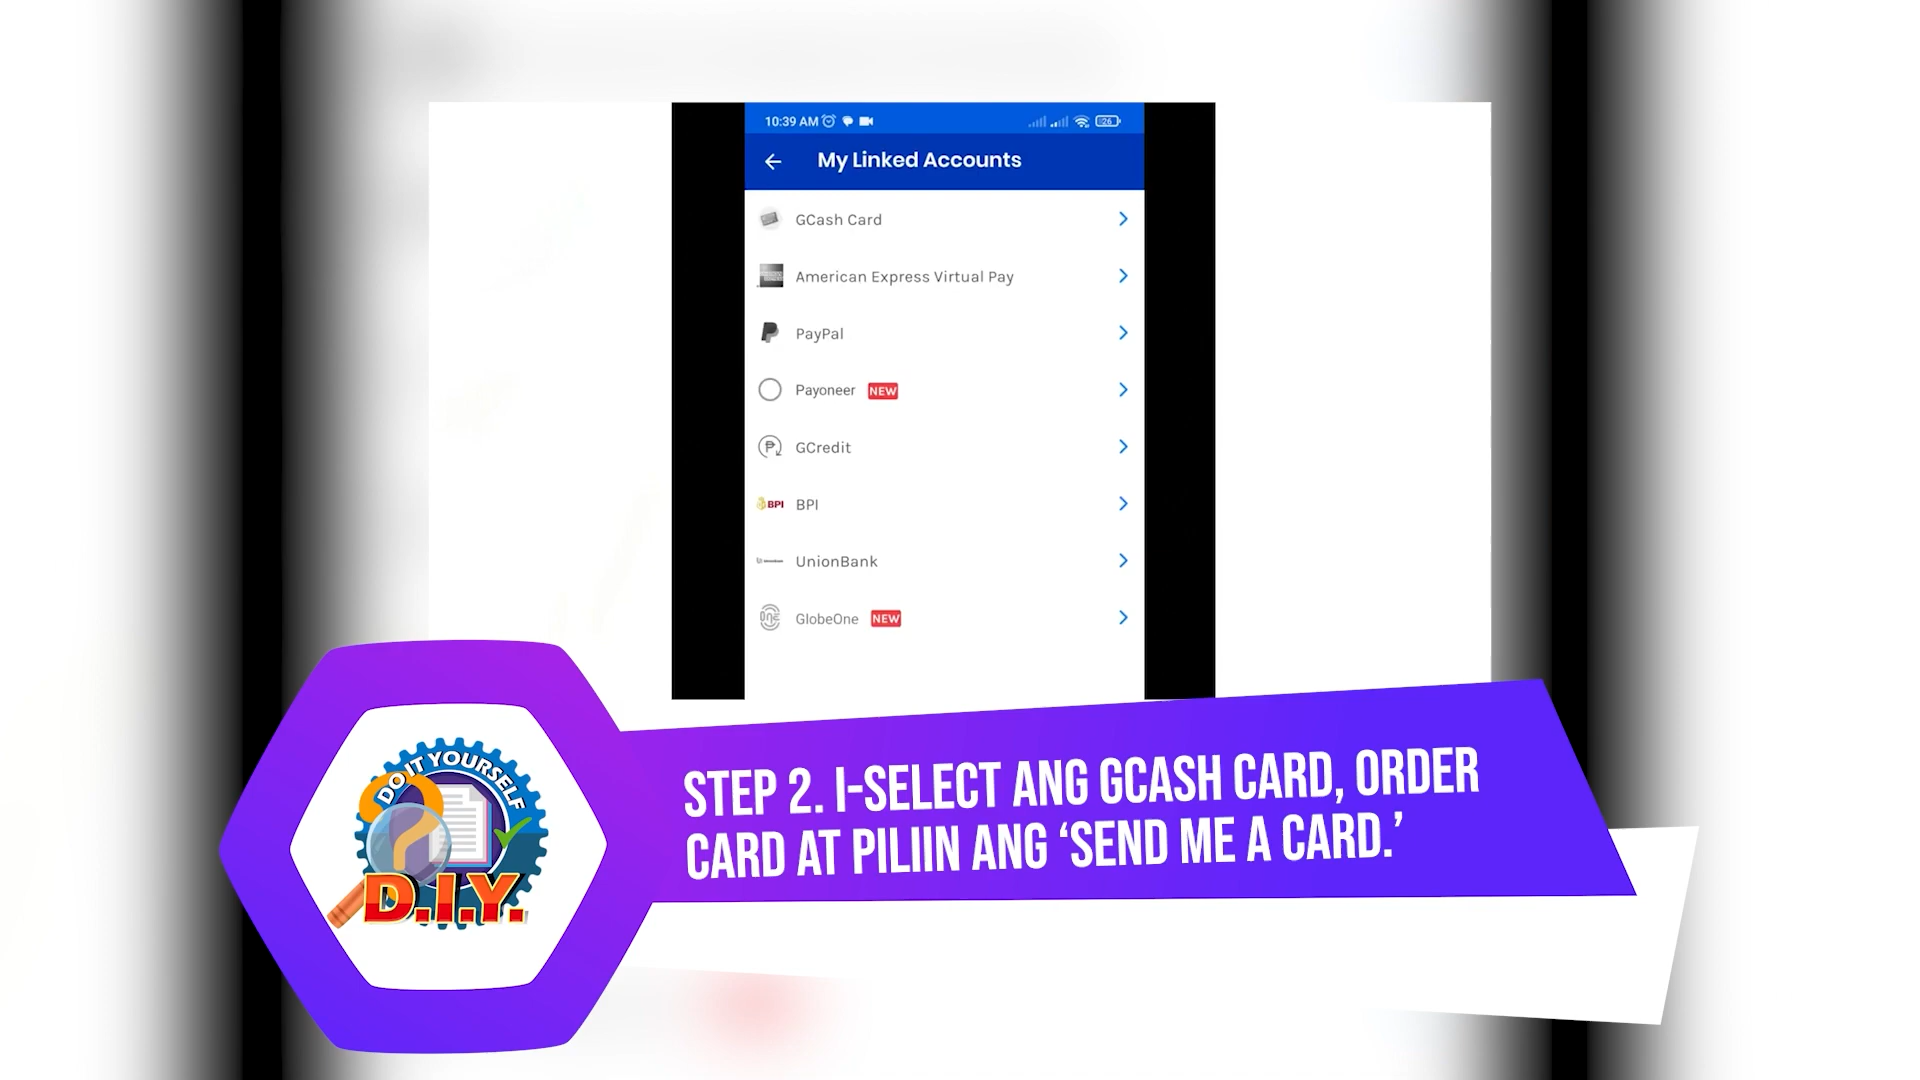 10:39 AM
26
My Linked Accounts
GCash Card
American Express Virtual Pay
PayPal
Payoneer NEW
GCredit
BPI BPI
UnionBank
GlobeOne NEW
DO IT YOURSELF
D.I.Y.
STEP 2. I-SELECT ANG GCASH CARD, ORDER
CARD AT PILIIN ANG ‘SEND ME A CARD.’